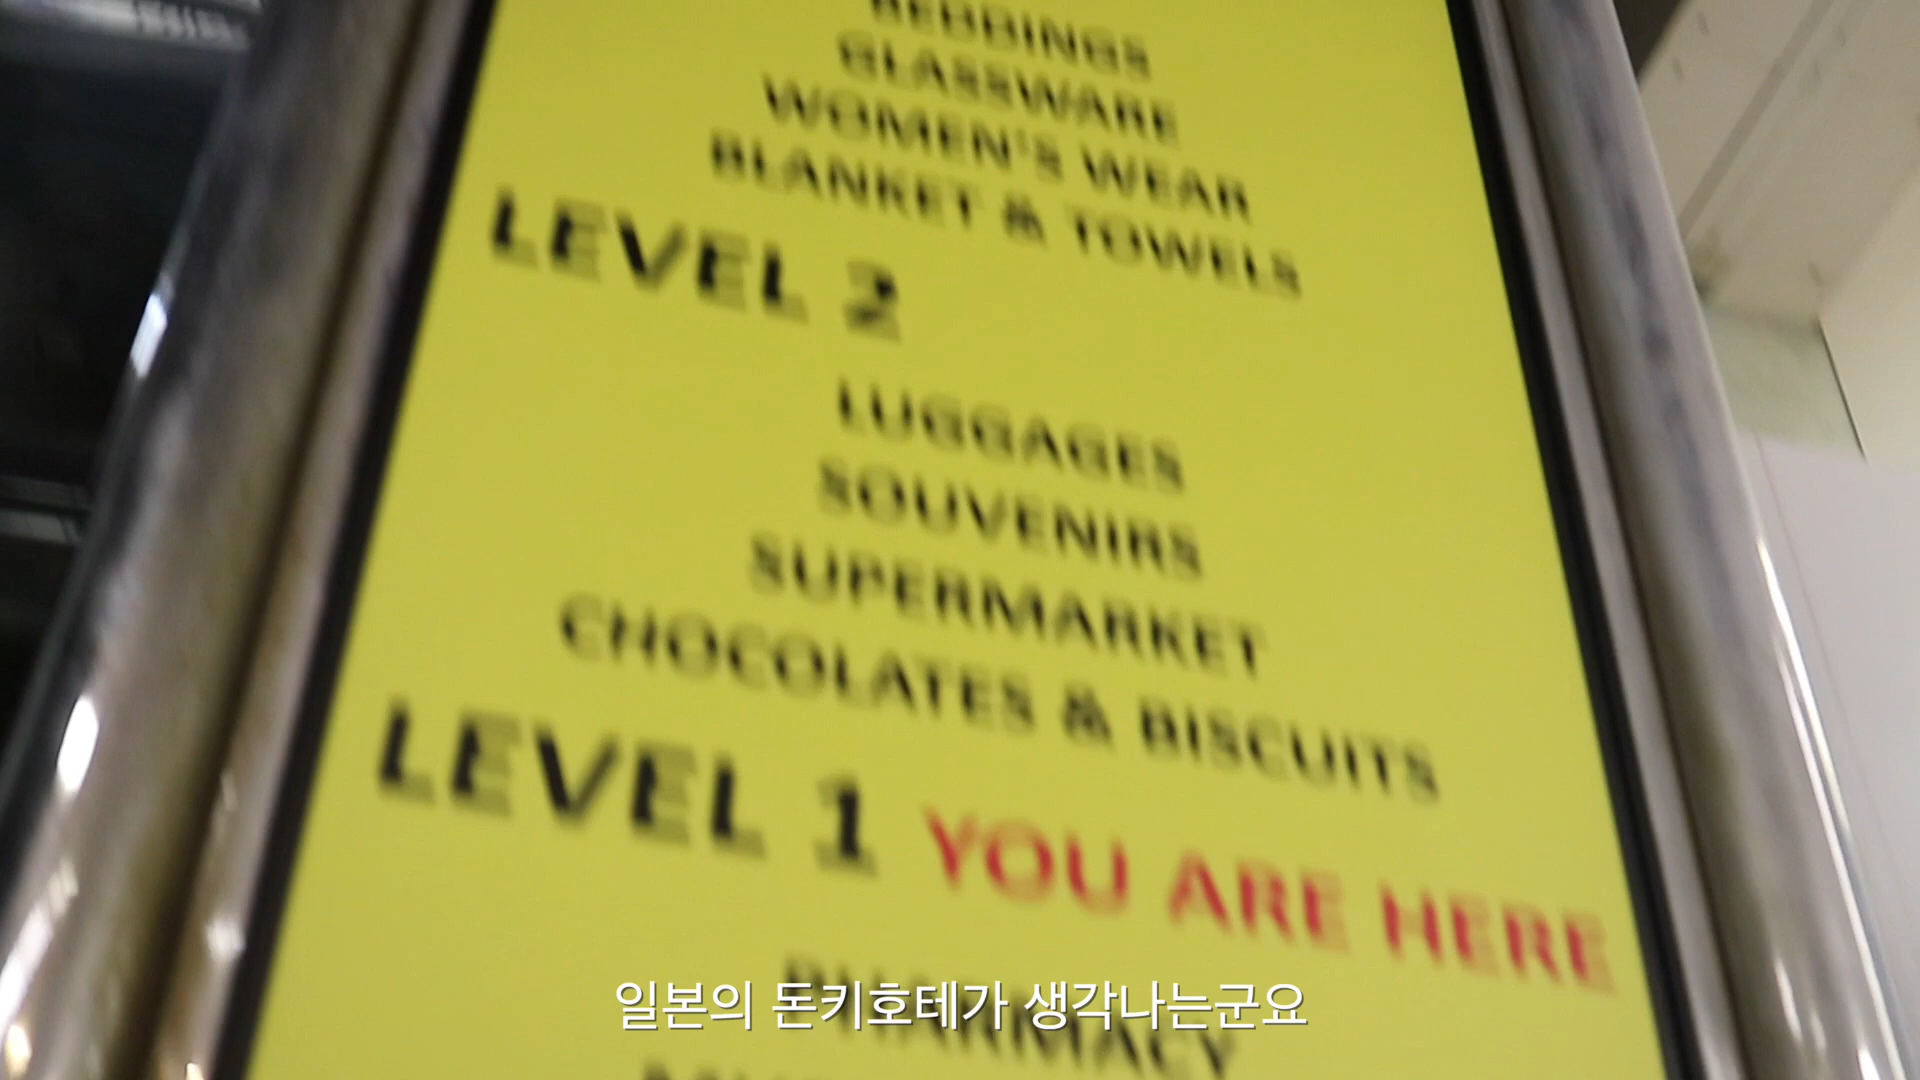 BEDDINGS
GLASSWARE
WOMEN'S WEAR
BLANKET & TOWELS
LEVEL 2
LUGGAGES
SOUVENIRS
SUPERMARKET
CHOCOLATES & BISCUITS
LEVEL 1 YOU ARE HERE
PHARMACY
일본의 돈키호테가 생각나는군요